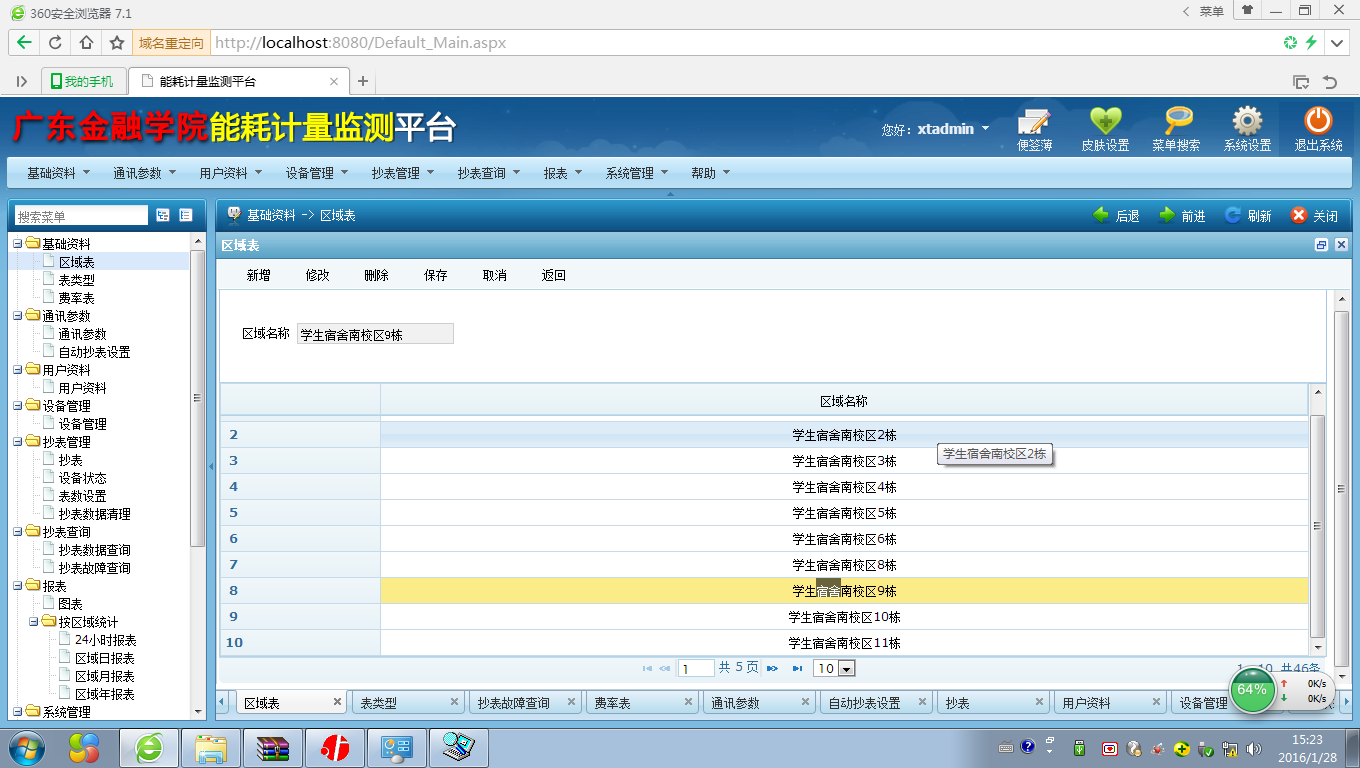 360安全浏览器 7.1
菜单
域名重定向 http://localhost:8080/Default_Main.aspx
我的手机
能耗计量监测平台
广东金融学院能耗计量监测平台
您好：xtadmin
便签薄
皮肤设置
菜单搜索
系统设置
退出系统
基础资料 通讯参数 用户资料 设备管理 抄表管理 抄表查询 报表 系统管理 帮助
搜索菜单
基础资料
区域表
表类型
费率表
通讯参数
通讯参数
自动抄表设置
用户资料
用户资料
设备管理
设备管理
抄表管理
抄表
设备状态
表数设置
抄表数据清理
抄表查询
抄表数据查询
抄表故障查询
报表
图表
按区域统计
24小时报表
区域日报表
区域月报表
区域年报表
系统管理
基础资料 -> 区域表
后退 前进 刷新 关闭
区域表
新增 修改 删除 保存 取消 返回
区域名称 学生宿舍南校区9栋
区域名称
2 学生宿舍南校区2栋
学生宿舍南校区2栋
3 学生宿舍南校区3栋
4 学生宿舍南校区4栋
5 学生宿舍南校区5栋
6 学生宿舍南校区6栋
7 学生宿舍南校区8栋
8 学生宿舍南校区9栋
9 学生宿舍南校区10栋
10 学生宿舍南校区11栋
1 共 5 页 10
1 - 10 共46条
区域表 表类型 抄表故障查询 费率表 通讯参数 自动抄表设置 抄表 用户资料 设备管理
64%
0K/s
0K/s
15:23
2016/1/28